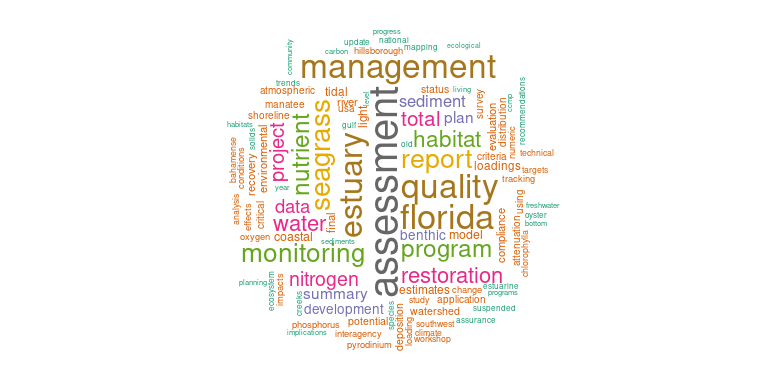 progress
update
national
carbon
hillsborough
mapping
ecological
community
management
trends
atmospheric
tidal
status
living
manatee
river
usa
level
sediment
survey
ccmp
recommendations
shoreline
light
total
plan
evaluation
distribution
habitats
solids
project
nutrient
seagrass
gulf
old
habitat
numeric
bahamense
conditions
recovery
environmental
estuary
assessment
report
criteria
technical
loadings
targets
year
quality
tracking
analysis
effects
critical
data
water
final
florida
using
freshwater
oyster
bottom
oxygen
coastal
sediments
benthic
model
compliance
attenuation
chlorophylla
monitoring
program
planning
ecosystem
impacts
nitrogen
restoration
creeks
summary
estimates
change
estuarine
programs
development
species
study
application
watershed
suspended
phosphorus
potential
deposition
loading
southwest
assurance
implications
interagency
climate
pyrodinium
workshop